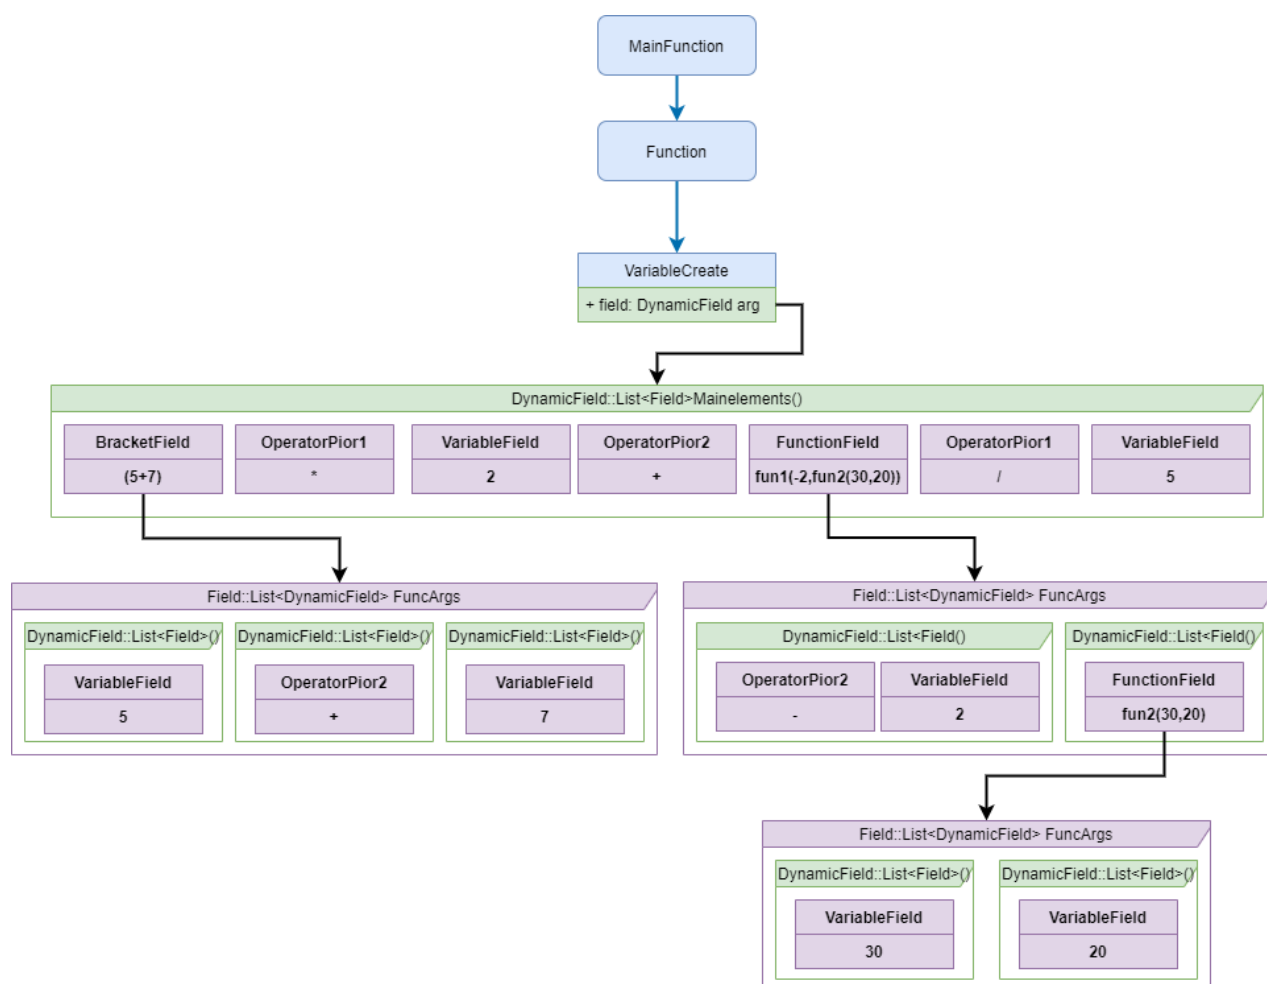 MainFunction
Function
VariableCreate
+ field: DynamicField arg
DynamicField::List<Field>Mainelements()
BracketField
(5+7)
OperatorPior1
*
VariableField
2
OperatorPior2
+
FunctionField
fun1(-2,fun2(30,20))
OperatorPior1
/
VariableField
5
Field::List<DynamicField> FuncArgs
DynamicField::List<Field>()
VariableField
5
DynamicField::List<Field>()
OperatorPior2
+
DynamicField::List<Field>()
VariableField
7
Field::List<DynamicField> FuncArgs
DynamicField::List<Field()
OperatorPior2
-
VariableField
2
DynamicField::List<Field()
FunctionField
fun2(30,20)
Field::List<DynamicField> FuncArgs
DynamicField::List<Field>()
VariableField
30
DynamicField::List<Field>()
VariableField
20